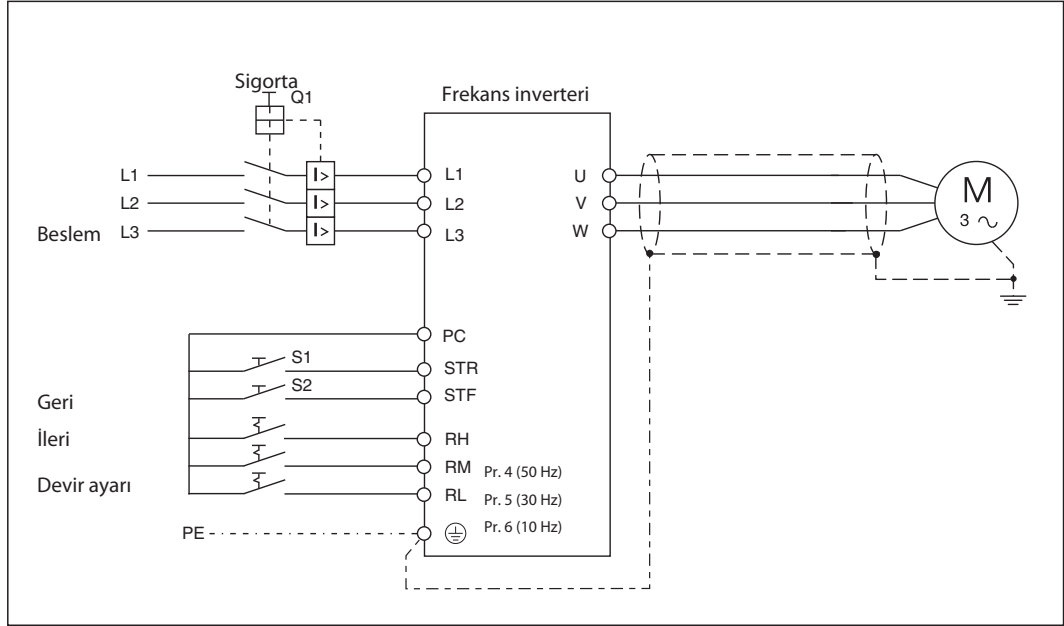 Sigorta
Q1
Frekans inverteri
L1 I> L1 U
L2 I> L2 V
Beslem L3 I> L3 W
M
3 ~
PC
S1 STR
S2 STF
Geri
İleri RH
RM Pr. 4 (50 Hz)
Devir ayarı RL Pr. 5 (30 Hz)
PE Pr. 6 (10 Hz)